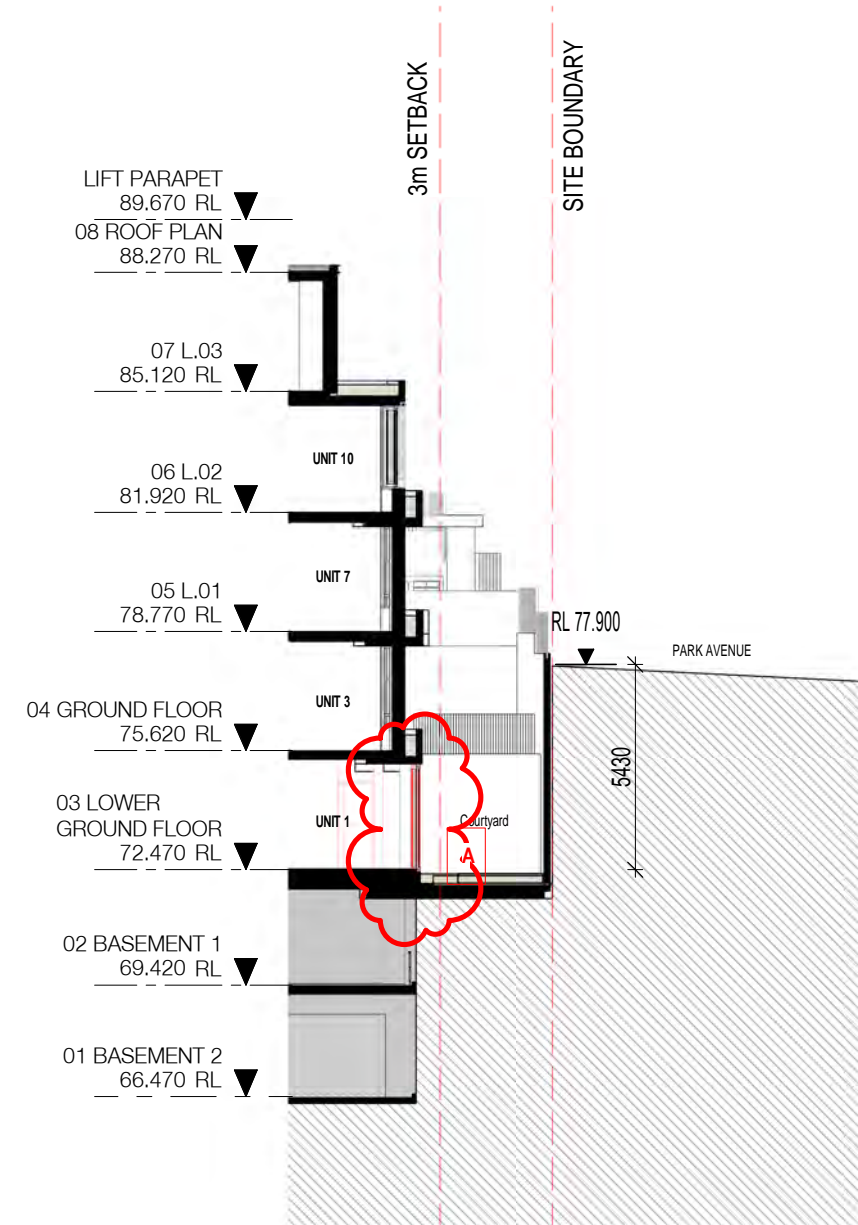 3m SETBACK
SITE BOUNDARY
LIFT PARAPET
89.670 RL
08 ROOF PLAN
88.270 RL
07 L.03
85.120 RL
UNIT 10
06 L.02
81.920 RL
UNIT 7
05 L.01
78.770 RL
RL 77.900
PARK AVENUE
UNIT 3
04 GROUND FLOOR
75.620 RL
5430
03 LOWER
GROUND FLOOR
72.470 RL
UNIT 1
Courtyard
A
02 BASEMENT 1
69.420 RL
01 BASEMENT 2
66.470 RL